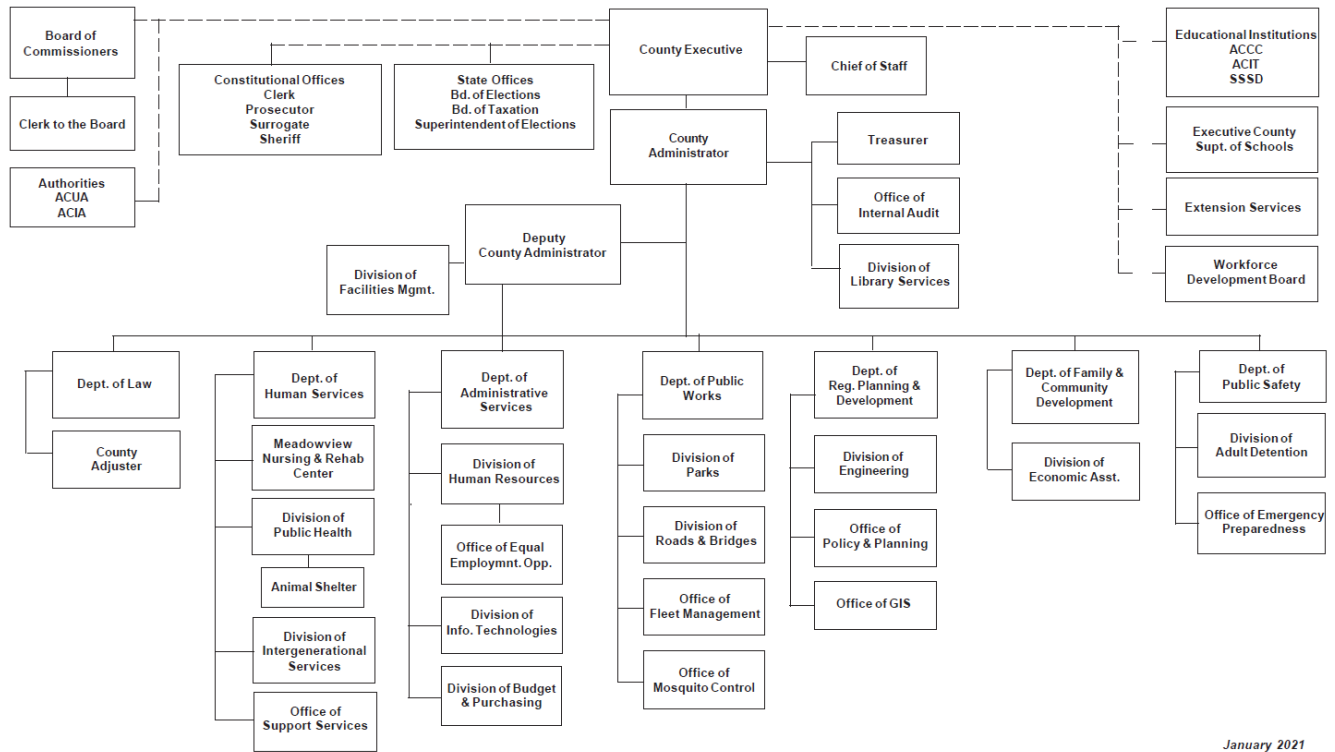 Board of
Commissioners
Clerk to the Board
Authorities
ACUA
ACIA
Constitutional Offices
Clerk
Prosecutor
Surrogate
Sheriff
State Offices
Bd. of Elections
Bd. of Taxation
Superintendent of Elections
County Executive
Chief of Staff
County
Administrator
Treasurer
Office of
Internal Audit
Division of
Library Services
Educational Institutions
ACCC
ACIT
SSSD
Executive County
Supt. of Schools
Extension Services
Workforce
Development Board
Deputy
County Administrator
Division of
Facilities Mgmt.
Dept. of Law
County
Adjuster
Dept. of
Human Services
Meadowview
Nursing & Rehab
Center
Division of
Public Health
Animal Shelter
Division of
Intergenerational
Services
Office of
Support Services
Dept. of
Administrative
Services
Division of
Human Resources
Office of Equal
Employmnt. Opp.
Division of
Info. Technologies
Division of Budget
& Purchasing
Dept. of Public
Works
Division of
Parks
Division of
Roads & Bridges
Office of
Fleet Management
Office of
Mosquito Control
Dept. of
Reg. Planning &
Development
Division of
Engineering
Office of
Policy & Planning
Office of GIS
Dept. of Family &
Community
Development
Division of
Economic Asst.
Dept. of
Public Safety
Division of
Adult Detention
Office of Emergency
Preparedness
January 2021